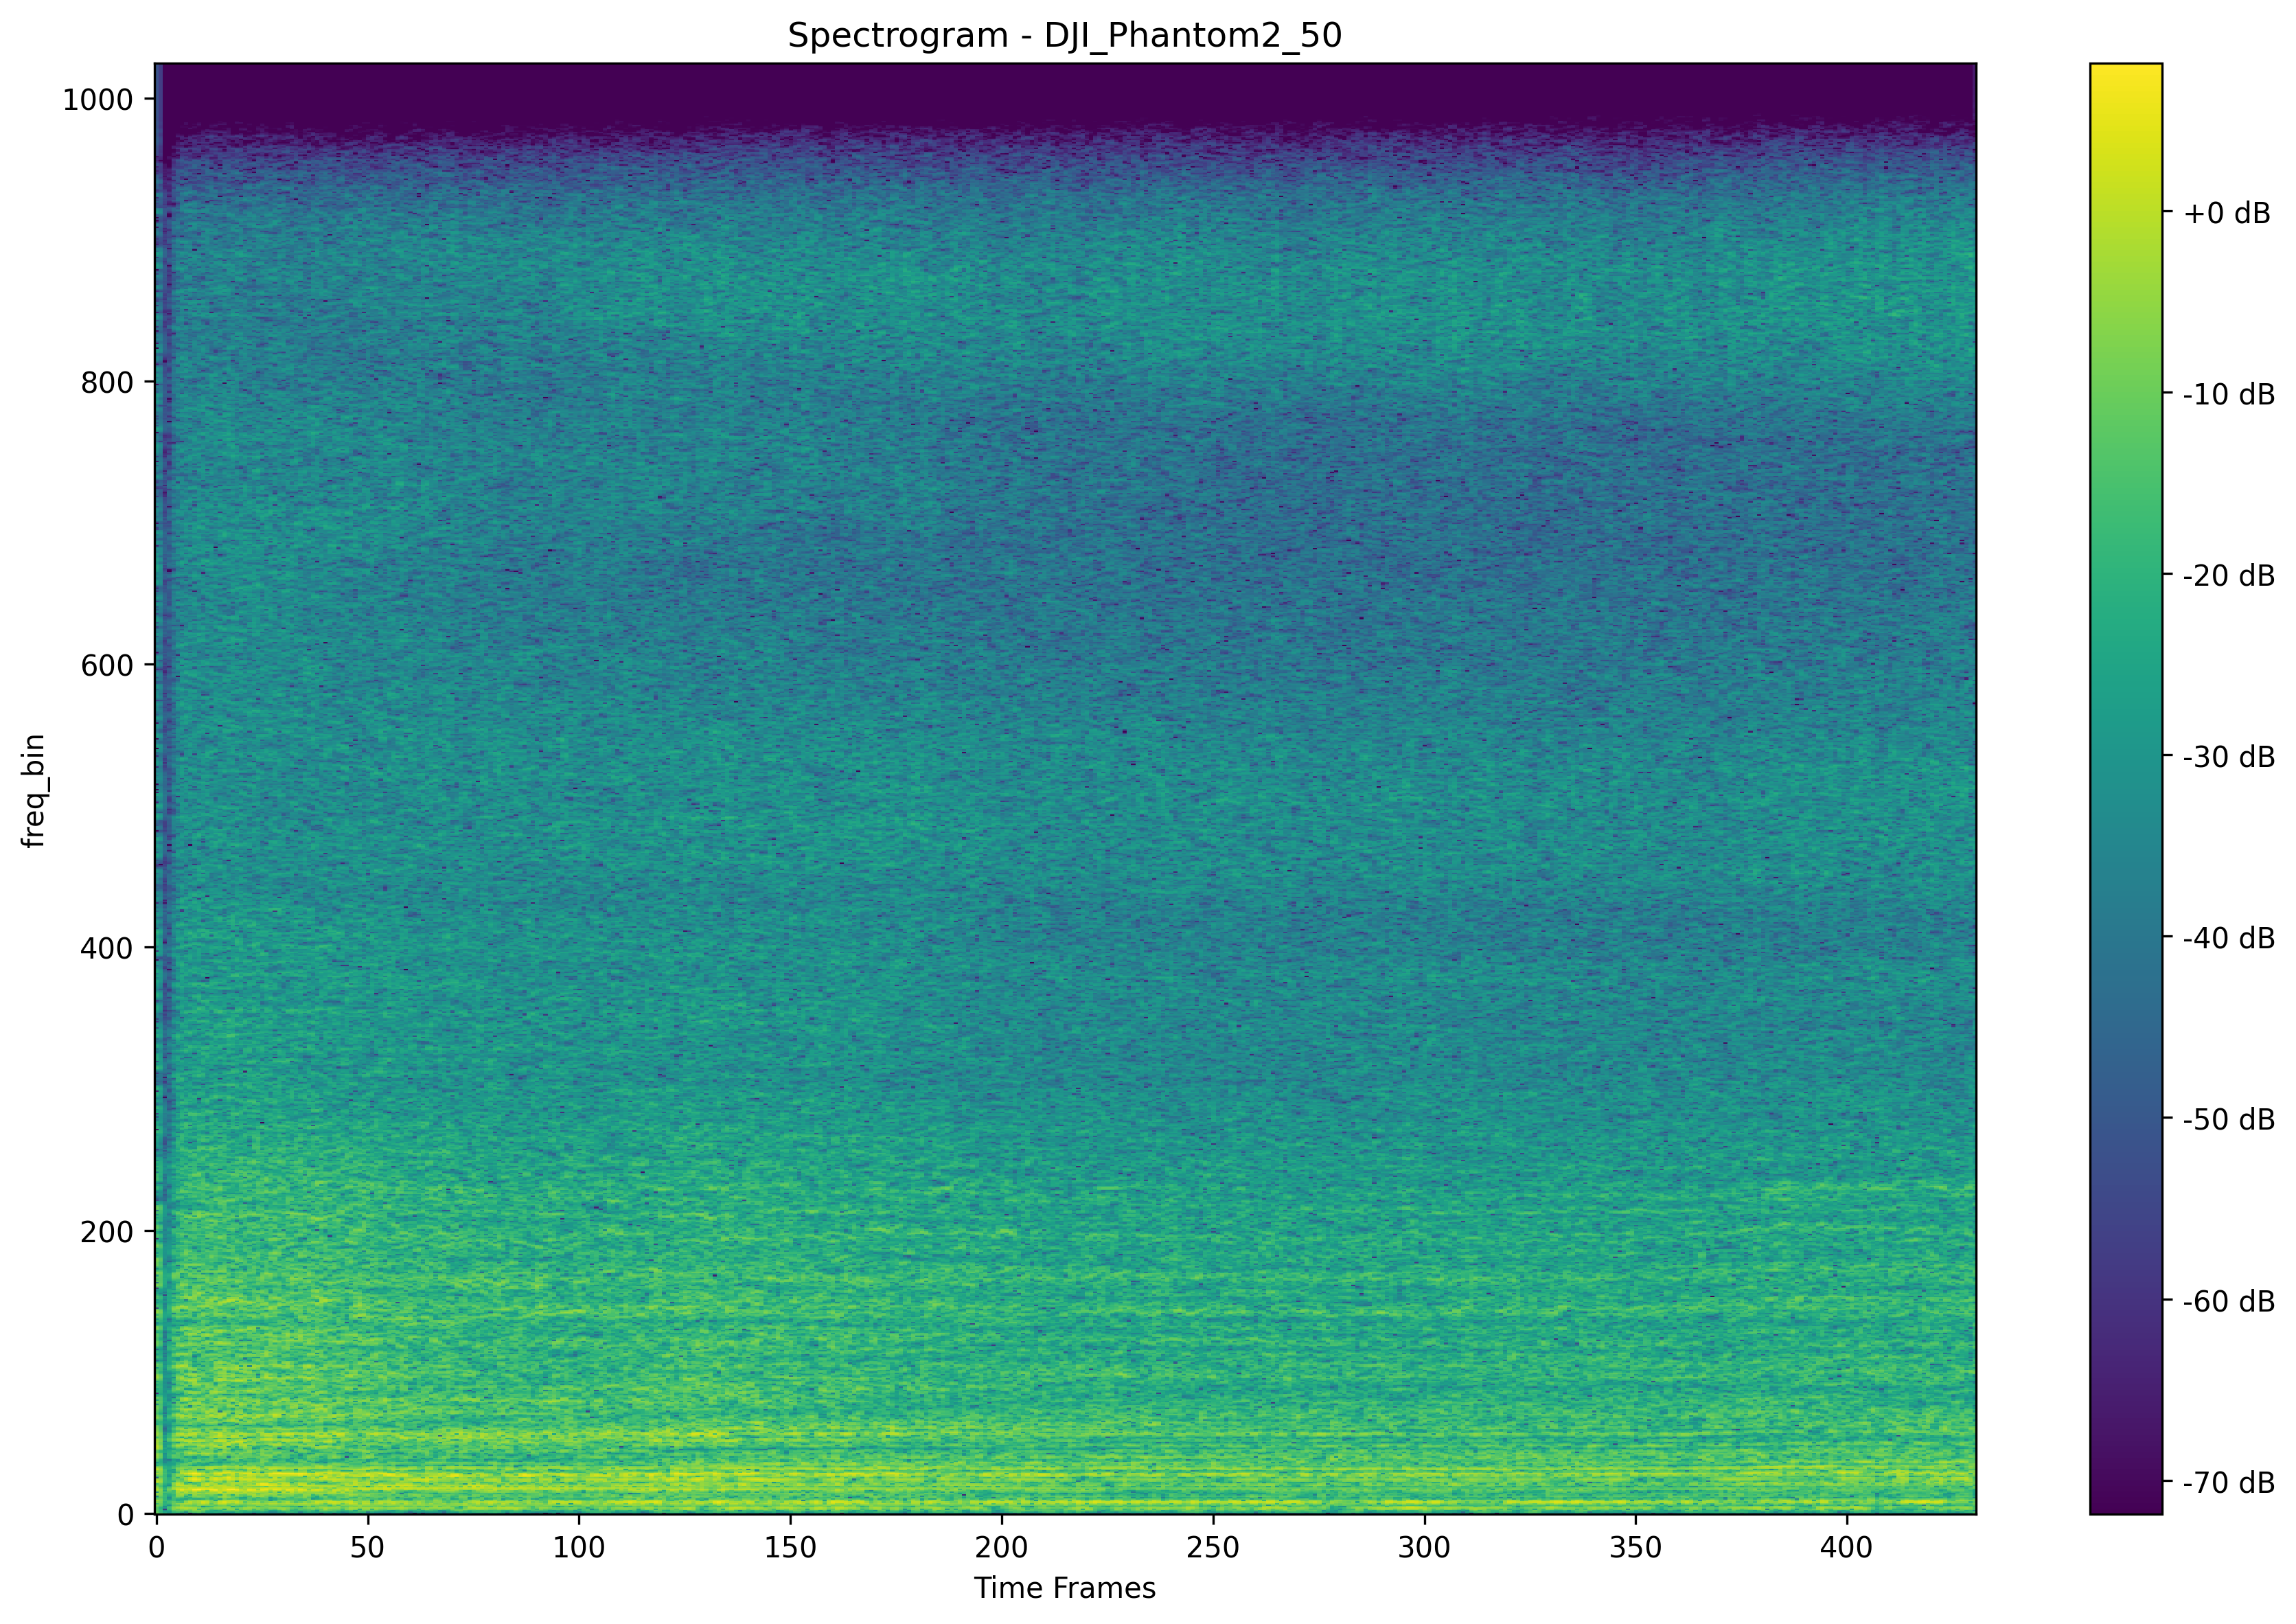 Spectrogram - DJI_Phantom2_50
1000
800
600
400
200
0
freq_bin
0 50 100 150 200 250 300 350 400
Time Frames
+0 dB
-10 dB
-20 dB
-30 dB
-40 dB
-50 dB
-60 dB
-70 dB